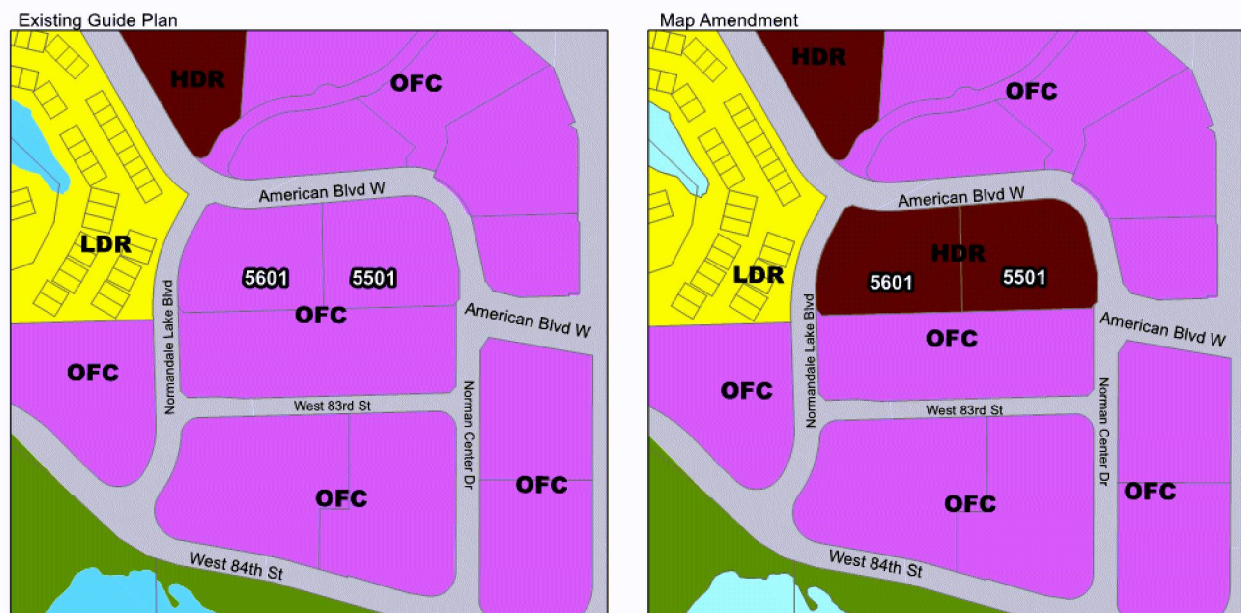 Existing Guide Plan
HDR
OFC
American Blvd W
LDR
5601
5501
OFC
American Blvd W
OFC
Normandale Lake Blvd
West 83rd St
Norman Center Dr
OFC
OFC
West 84th St
Map Amendment
HDR
OFC
American Blvd W
HDR
LDR
5601
5501
American Blvd W
OFC
Normandale Lake Blvd
OFC
West 83rd St
Norman Center Dr
OFC
OFC
West 84th St